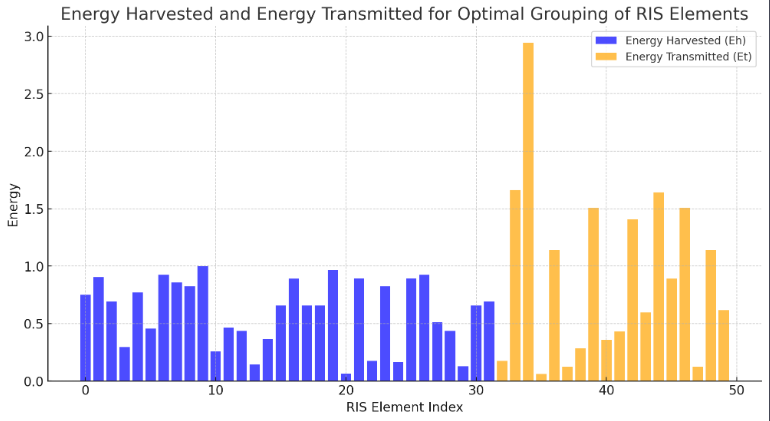 Energy Harvested and Energy Transmitted for Optimal Grouping of RIS Elements
Energy Harvested (Eh)
Energy Transmitted (Et)
3.0
2.5
2.0
1.5
1.0
0.5
0.0
Energy
0 10 20 30 40 50
RIS Element Index